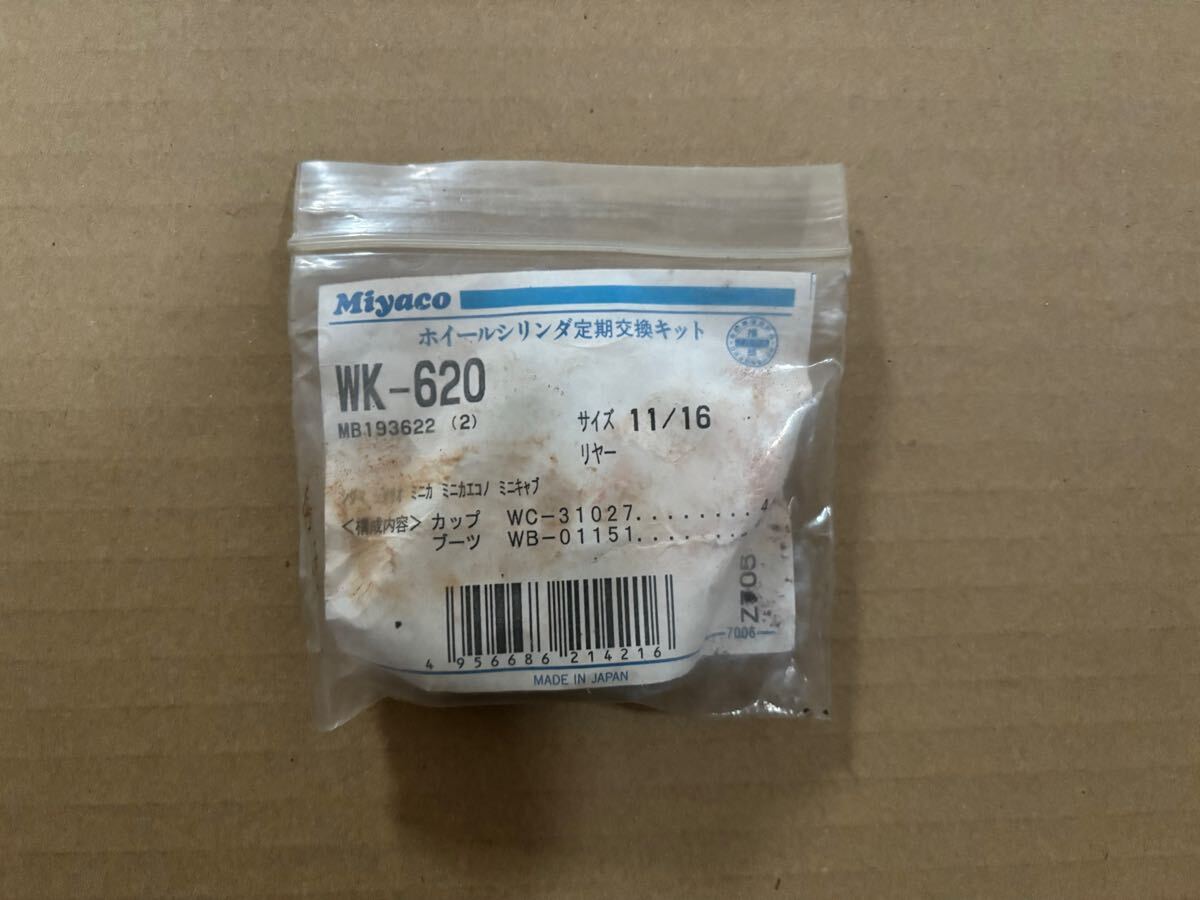 Miyaco
ホイールシリンダ定期交換キット
WK-620
MB193622 (2)
サイズ 11/16
リヤー
ミニカ ミニカエコノ ミニキャブ
<構成内容> カップ WC-31027........4
ブーツ WB-01151.......
Z705
7006
4 956686 214216
MADE IN JAPAN